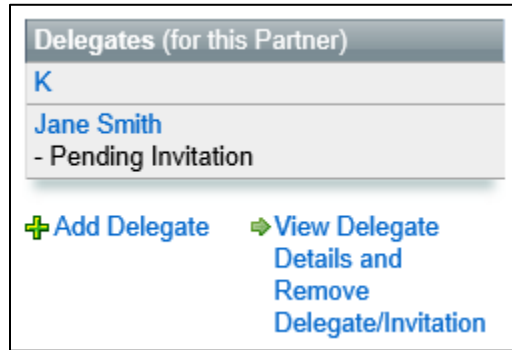 Delegates (for this Partner)
K
Jane Smith
- Pending Invitation
Add Delegate
View Delegate
Details and
Remove
Delegate/Invitation